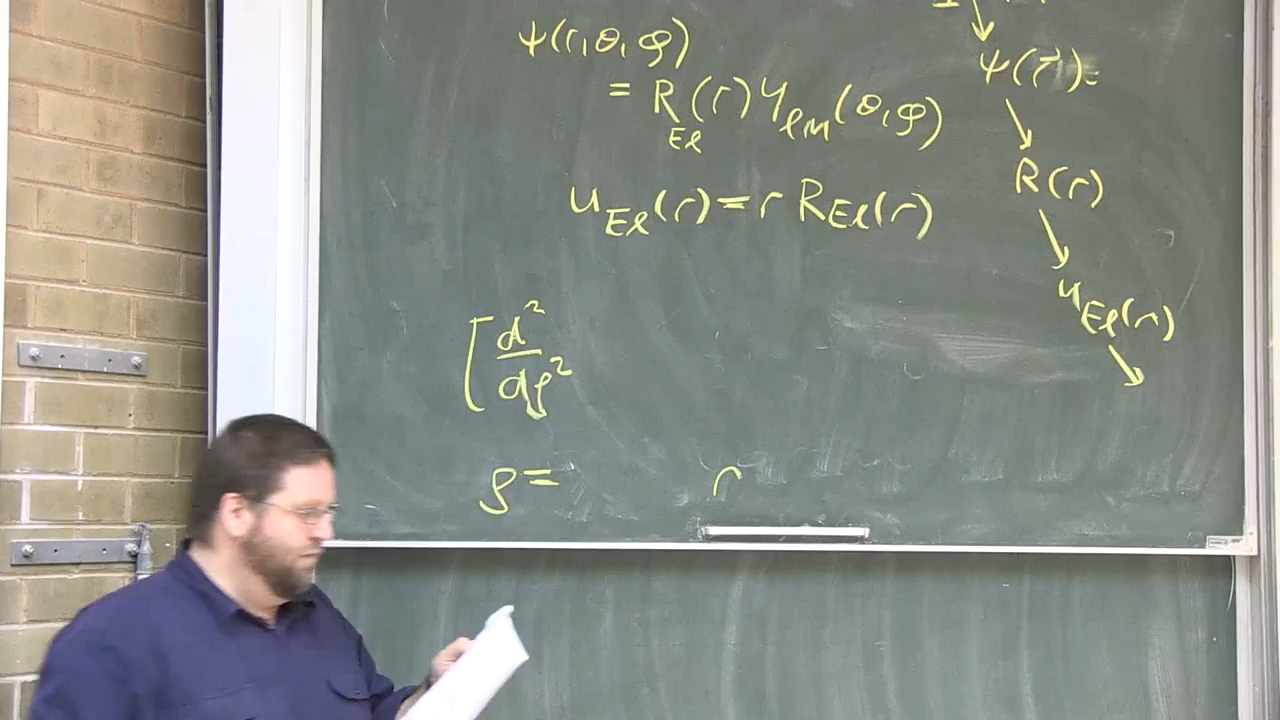 ψ(r,θ,φ)
= R_{Eℓ}(r) Y_{ℓm}(θ,φ)
u_{Eℓ}(r) = r R_{Eℓ}(r)
[d²/dρ²
ρ = r
↓
ψ(r⃗)
↓
R(r)
↓
u_{Eℓ}(r)
↓